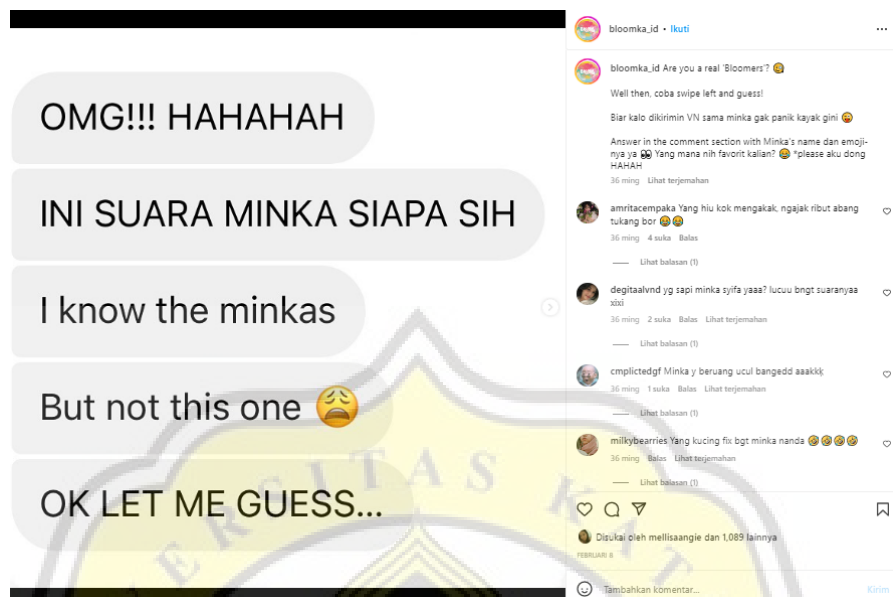 OMG!!! HAHAHAH
INI SUARA MINKA SIAPA SIH
I know the minkas
But not this one 😩
OK LET ME GUESS...
bloomka_id • Ikuti
bloomka_id Are you a real 'Bloomers'? 🧐
Well then, coba swipe left and guess!
Biar kalo dikirimin VN sama minka gak panik kayak gini 😜
Answer in the comment section with Minka's name dan emoji-
nya ya 👀 Yang mana nih favorit kalian? 😂 *please aku dong
HAHAH
36 ming Lihat terjemahan
amritacempaka Yang hiu kok mengakak, ngajak ribut abang
tukang bor 😂😂
36 ming 4 suka Balas
Lihat balasan (1)
degitaalvnd yg sapi minka syifa yaaa? lucuu bngt suaranyaa
xixi
36 ming 2 suka Balas Lihat terjemahan
Lihat balasan (1)
cmplictedgf Minka y beruang ucul bangedd aaakkk
36 ming 1 suka Balas Lihat terjemahan
Lihat balasan (1)
milkybearries Yang kucing fix bgt minka nanda 🤣🤣🤣🤣
36 ming Balas Lihat terjemahan
Lihat balasan (1)
Disukai oleh mellisaangie dan 1,089 lainnya
FEBRUARI 8
Tambahkan komentar...
Kirim